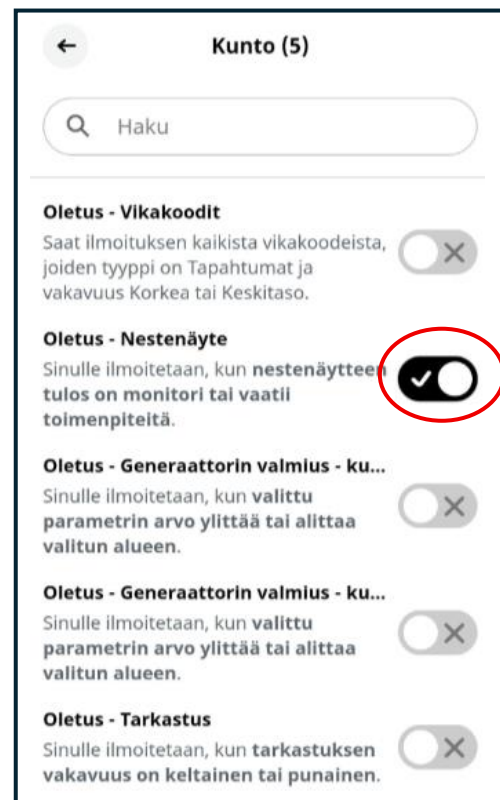 Kunto (5)
Haku
Oletus - Vikakoodit
Saat ilmoituksen kaikista vikakoodeista,
joiden tyyppi on Tapahtumat ja
vakavuus Korkea tai Keskitaso.
Oletus - Nestenäyte
Sinulle ilmoitetaan, kun nestenäytteen
tulos on monitori tai vaatii
toimenpiteitä.
Oletus - Generaattorin valmius - ku...
Sinulle ilmoitetaan, kun valittu
parametrin arvo ylittää tai alittaa
valitun alueen.
Oletus - Generaattorin valmius - ku...
Sinulle ilmoitetaan, kun valittu
parametrin arvo ylittää tai alittaa
valitun alueen.
Oletus - Tarkastus
Sinulle ilmoitetaan, kun tarkastuksen
vakavuus on keltainen tai punainen.